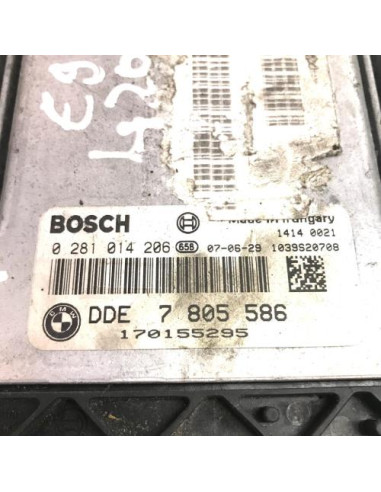 E9
BOSCH
Made in Hungary
1414 0021
0 281 014 206 658 07-06-29 1039S20708
BMW DDE 7 805 586
170155295